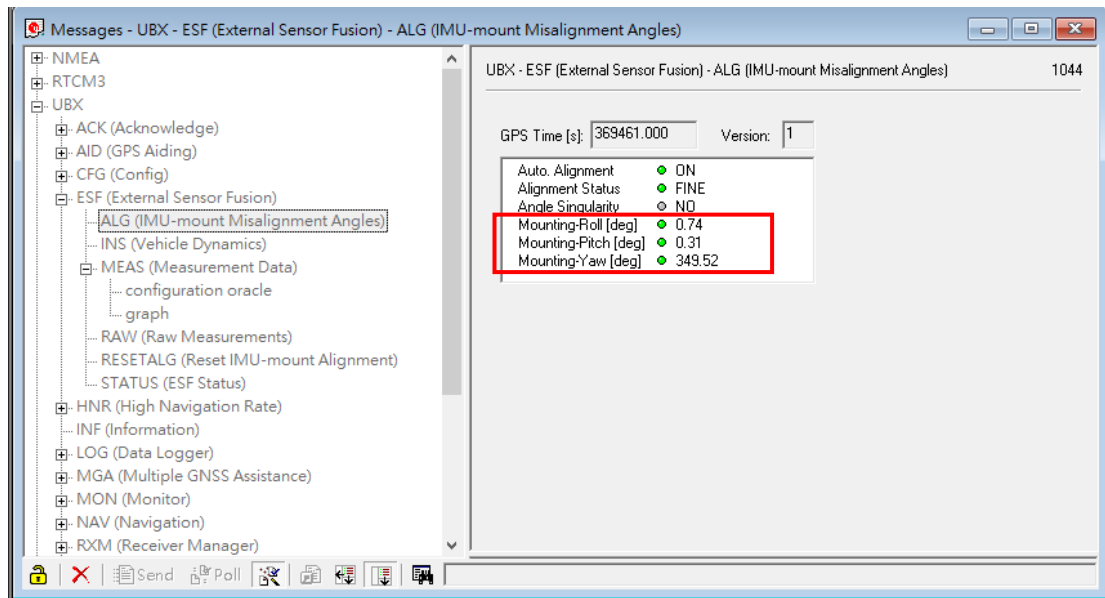 Messages - UBX - ESF (External Sensor Fusion) - ALG (IMU-mount Misalignment Angles)
NMEA
RTCM3
UBX
ACK (Acknowledge)
AID (GPS Aiding)
CFG (Config)
ESF (External Sensor Fusion)
ALG (IMU-mount Misalignment Angles)
INS (Vehicle Dynamics)
MEAS (Measurement Data)
configuration oracle
graph
RAW (Raw Measurements)
RESETALG (Reset IMU-mount Alignment)
STATUS (ESF Status)
HNR (High Navigation Rate)
INF (Information)
LOG (Data Logger)
MGA (Multiple GNSS Assistance)
MON (Monitor)
NAV (Navigation)
RXM (Receiver Manager)
UBX - ESF (External Sensor Fusion) - ALG (IMU-mount Misalignment Angles) 1044
GPS Time [s]: 369461.000 Version: 1
Auto. Alignment ON
Alignment Status FINE
Angle Singularity NO
Mounting-Roll [deg] 0.74
Mounting-Pitch [deg] 0.31
Mounting-Yaw [deg] 349.52
Send Poll